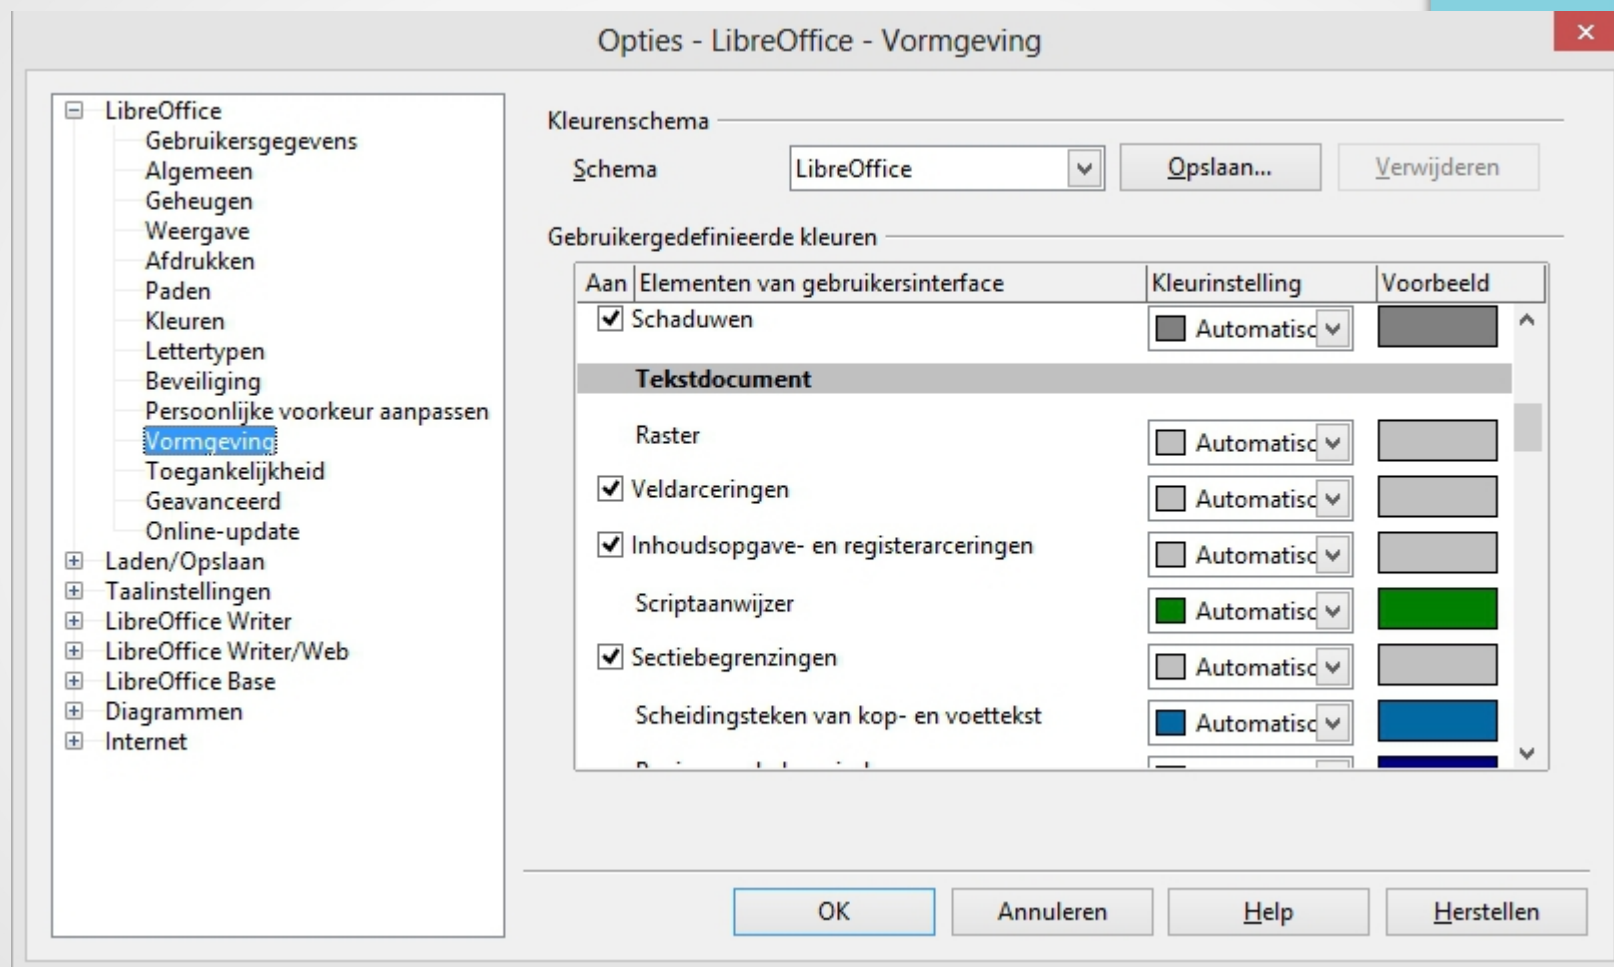 Opties - LibreOffice - Vormgeving
LibreOffice
Gebruikersgegevens
Algemeen
Geheugen
Weergave
Afdrukken
Paden
Kleuren
Lettertypen
Beveiliging
Persoonlijke voorkeur aanpassen
Vormgeving
Toegankelijkheid
Geavanceerd
Online-update
Laden/Opslaan
Taalinstellingen
LibreOffice Writer
LibreOffice Writer/Web
LibreOffice Base
Diagrammen
Internet
Kleurenschema
Schema LibreOffice Opslaan... Verwijderen
Gebruikergedefinieerde kleuren
Aan Elementen van gebruikersinterface Kleurinstelling Voorbeeld
Schaduwen Automatisc
Tekstdocument
Raster Automatisc
Veldarceringen Automatisc
Inhoudsopgave- en registerarceringen Automatisc
Scriptaanwijzer Automatisc
Sectiebegrenzingen Automatisc
Scheidingsteken van kop- en voettekst Automatisc
OK Annuleren Help Herstellen